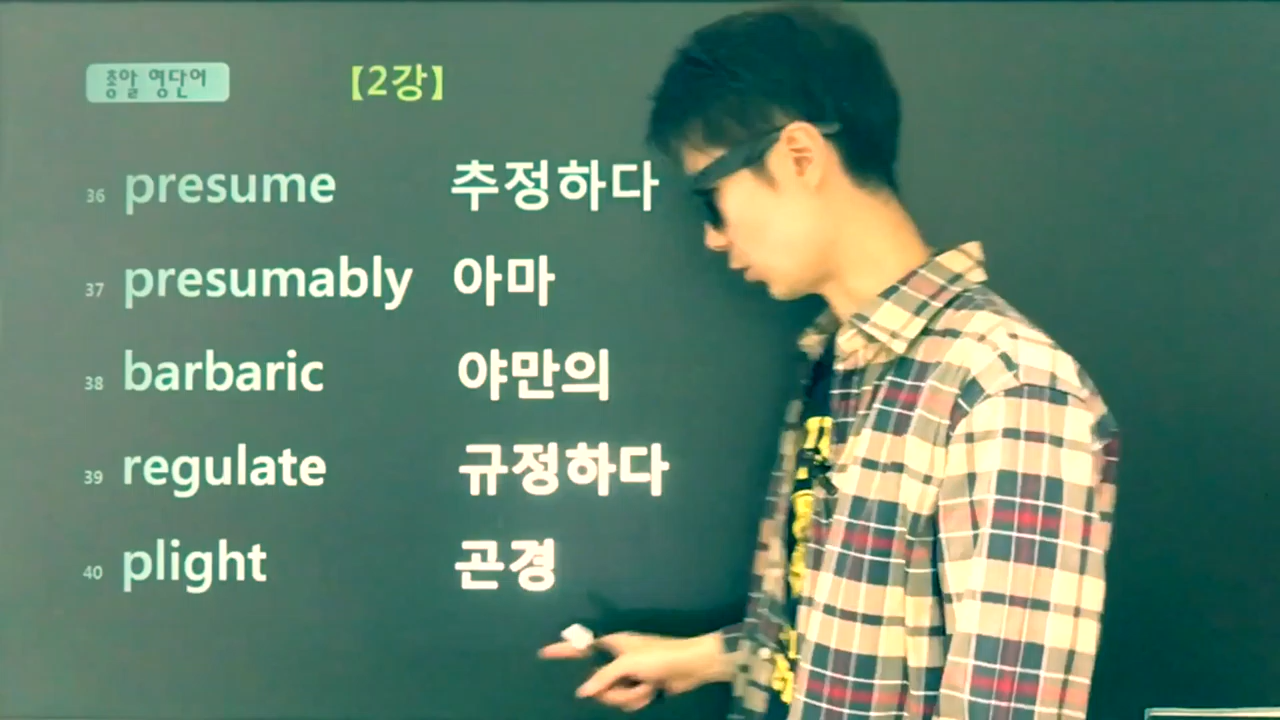 총알 영단어 【2강】
36 presume 추정하다
37 presumably 아마
38 barbaric 야만의
39 regulate 규정하다
40 plight 곤경